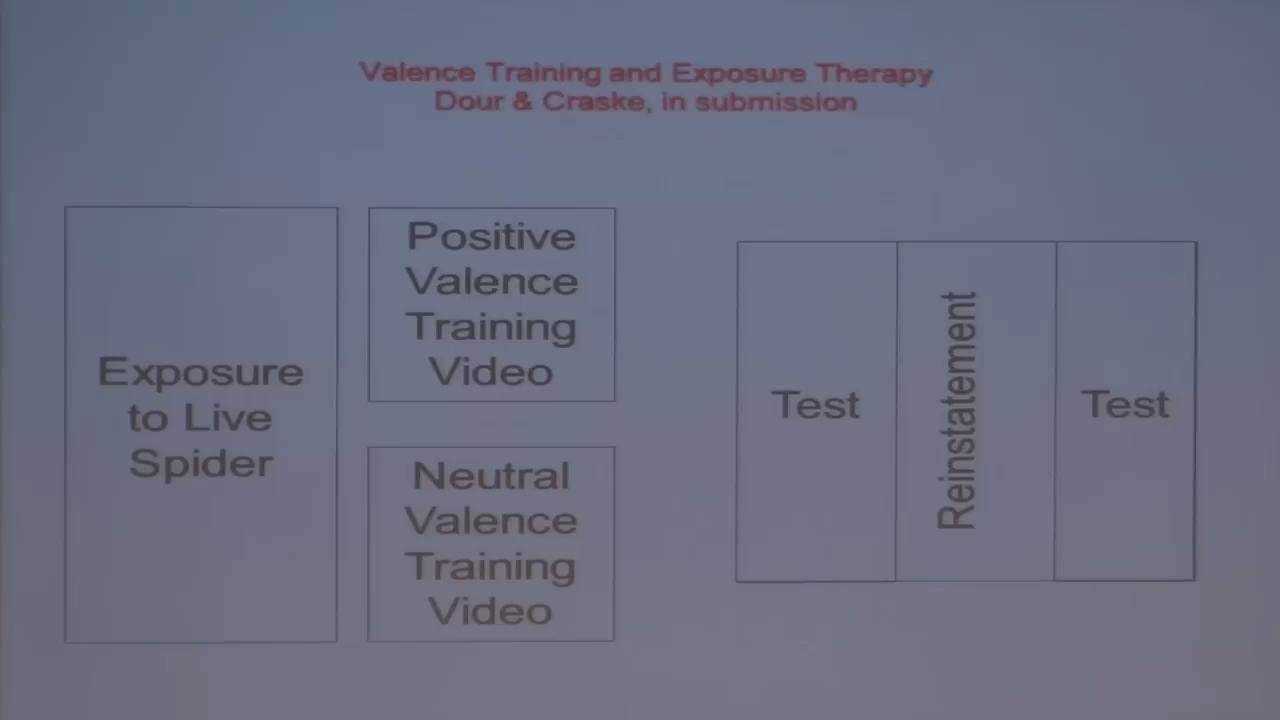 Valence Training and Exposure Therapy
Dour & Craske, in submission
Exposure
to Live
Spider
Positive
Valence
Training
Video
Neutral
Valence
Training
Video
Test
Reinstatement
Test